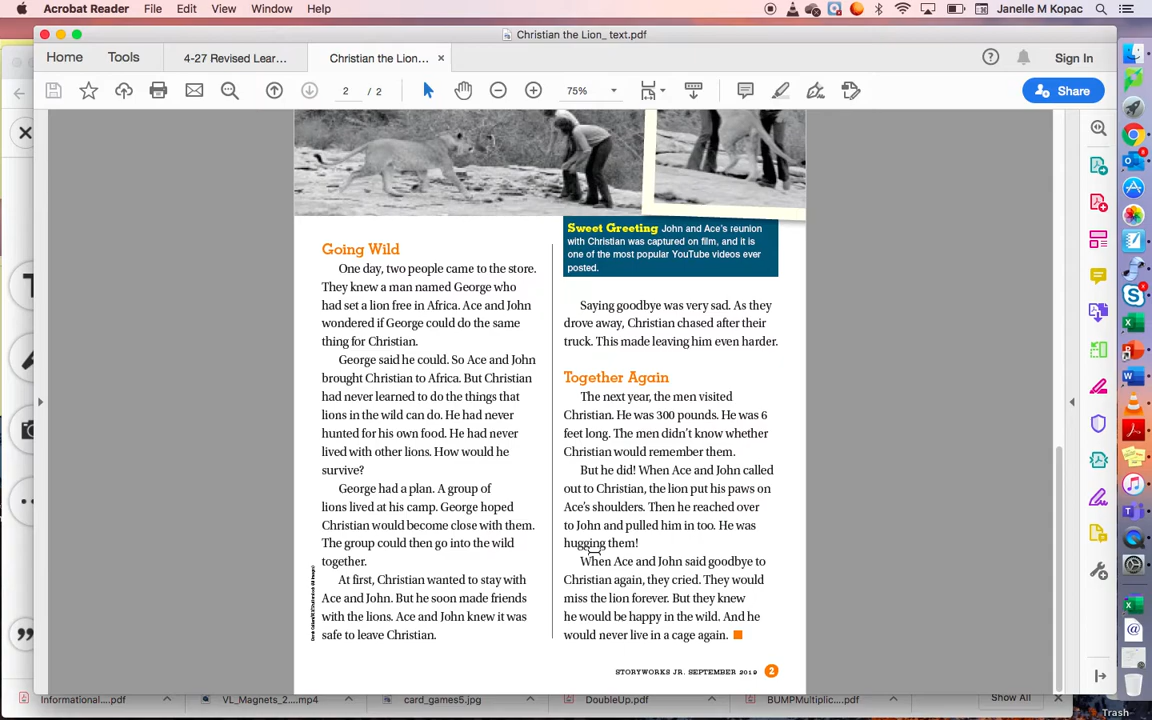 Acrobat Reader File Edit View Window Help Janelle M Kopac
Christian the Lion_ text.pdf
Home Tools 4-27 Revised Lear... Christian the Lion... × Sign In
2 / 2 75% Share
Sweet Greeting John and Ace's reunion
with Christian was captured on film, and it is
one of the most popular YouTube videos ever
posted.
Going Wild
One day, two people came to the store.
They knew a man named George who
had set a lion free in Africa. Ace and John
wondered if George could do the same
thing for Christian.
George said he could. So Ace and John
brought Christian to Africa. But Christian
had never learned to do the things that
lions in the wild can do. He had never
hunted for his own food. He had never
lived with other lions. How would he
survive?
George had a plan. A group of
lions lived at his camp. George hoped
Christian would become close with them.
The group could then go into the wild
together.
At first, Christian wanted to stay with
Ace and John. But he soon made friends
with the lions. Ace and John knew it was
safe to leave Christian.
Saying goodbye was very sad. As they
drove away, Christian chased after their
truck. This made leaving him even harder.
Together Again
The next year, the men visited
Christian. He was 300 pounds. He was 6
feet long. The men didn't know whether
Christian would remember them.
But he did! When Ace and John called
out to Christian, the lion put his paws on
Ace's shoulders. Then he reached over
to John and pulled him in too. He was
hugging them!
When Ace and John said goodbye to
Christian again, they cried. They would
miss the lion forever. But they knew
he would be happy in the wild. And he
would never live in a cage again.
STORYWORKS JR. SEPTEMBER 2019 2
Informational....pdf VL_Magnets_2....mp4 card_games5.jpg DoubleUp.pdf BUMPMultiplic....pdf Show All
Trash